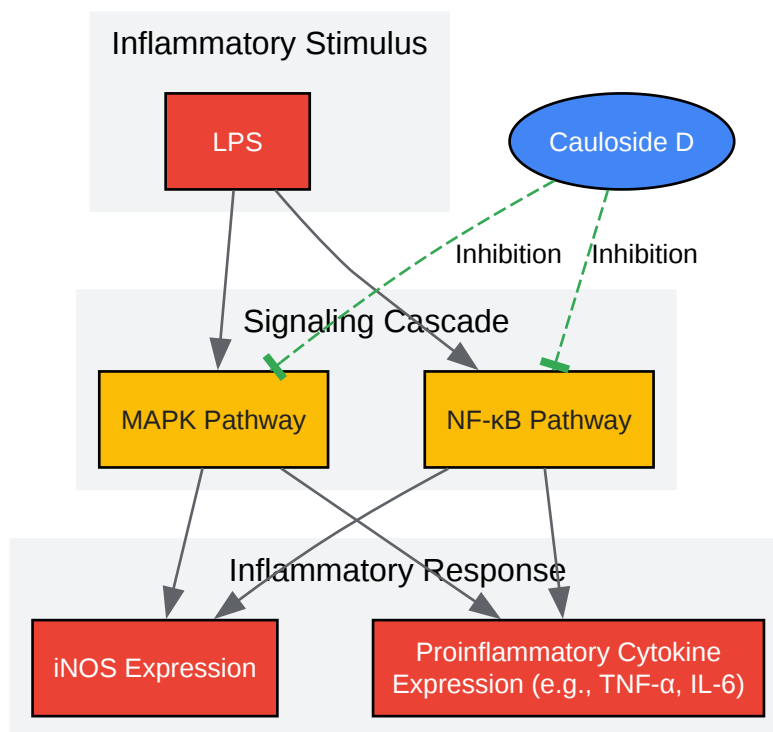 Inflammatory Stimulus
LPS
Cauloside D
Inhibition
Inhibition
Signaling Cascade
MAPK Pathway
NF-κB Pathway
Inflammatory Response
iNOS Expression
Proinflammatory Cytokine
Expression (e.g., TNF-α, IL-6)